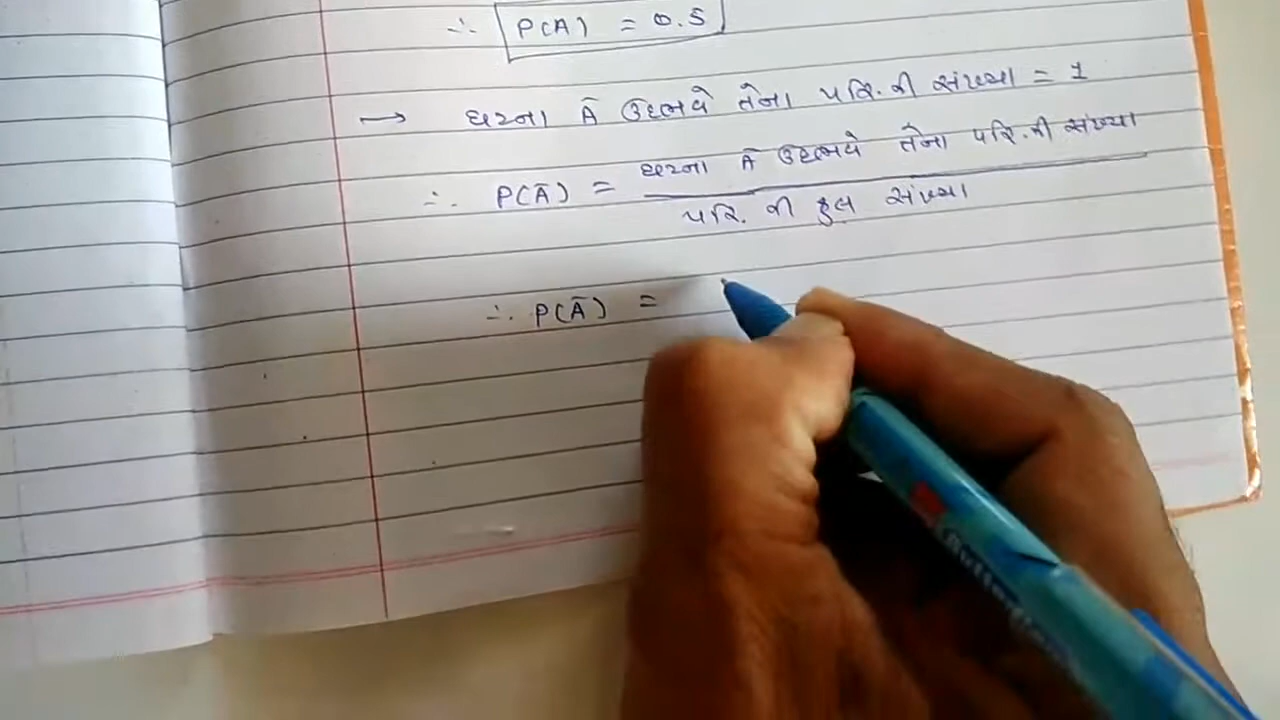 ∴ P(A) = 0.5
→ ઘટના Ā ઉદ્ભવે તેના પરિ.ની સંખ્યા = 1
∴ P(Ā) = ઘટના Ā ઉદ્ભવે તેના પરિ.ની સંખ્યા
પરિ. ની કુલ સંખ્યા
∴ P(Ā) =